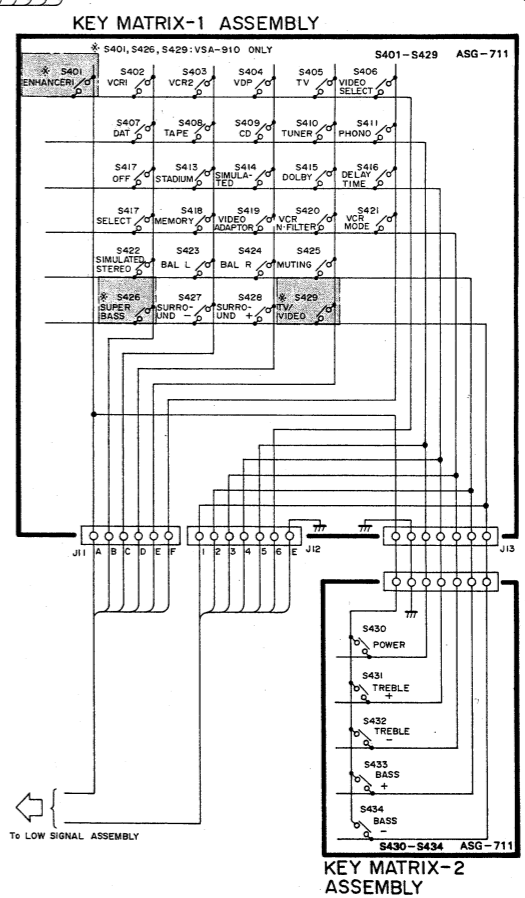 KEY MATRIX-1 ASSEMBLY
※ S401, S426, S429: VSA-910 ONLY
S401-S429 ASG-711
※ S401 S402 S403 S404 S405 S406
ENHANCER1 VCR1 VCR2 VDP TV VIDEO
SELECT
S407 S408 S409 S410 S411
DAT TAPE CD TUNER PHONO
S417 S413 S414 S415 S416
OFF STADIUM SIMULA- DOLBY DELAY
TED TIME
S417 S418 S419 S420 S421
SELECT MEMORY VIDEO VCR VCR
ADAPTOR N-FILTER MODE
S422 S423 S424 S425
SIMULATED BAL L BAL R MUTING
STEREO
※ S426 S427 S428 ※ S429
SUPER SURRO- SURRO- TV/
BASS UND - UND + VIDEO
J11 A B C D E F 1 2 3 4 5 6 E J12 J13
S430
POWER
S431
TREBLE
+
S432
TREBLE
-
S433
BASS
+
S434
BASS
-
To LOW SIGNAL ASSEMBLY
S430-S434 ASG-711
KEY MATRIX-2
ASSEMBLY